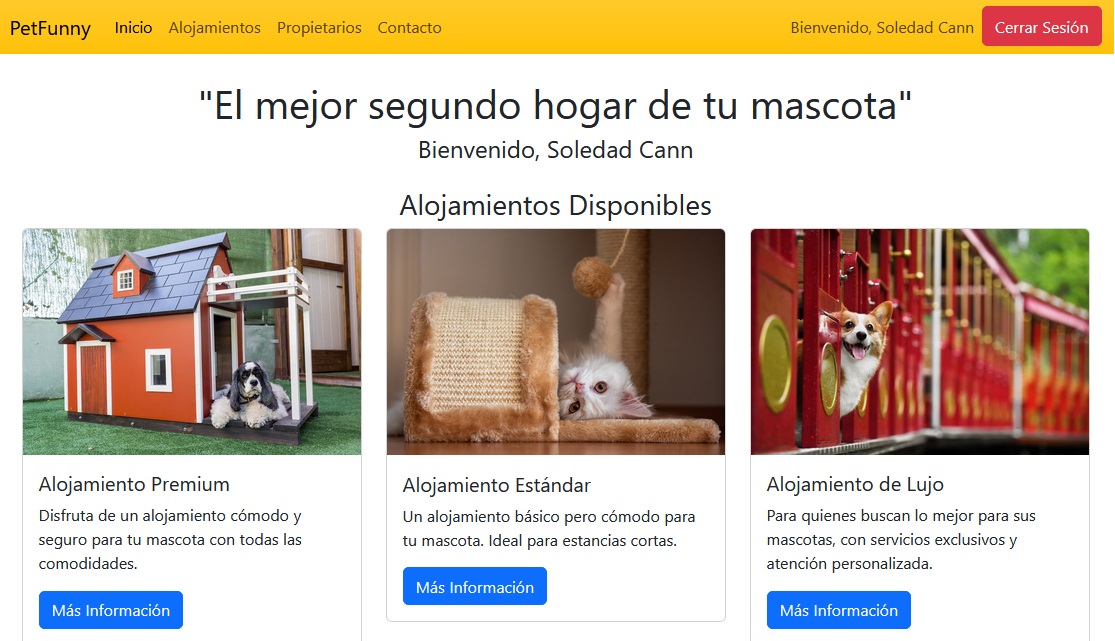 PetFunny Inicio Alojamientos Propietarios Contacto Bienvenido, Soledad Cann Cerrar Sesión
"El mejor segundo hogar de tu mascota"
Bienvenido, Soledad Cann
Alojamientos Disponibles
Alojamiento Premium
Disfruta de un alojamiento cómodo y
seguro para tu mascota con todas las
comodidades.
Más Información
Alojamiento Estándar
Un alojamiento básico pero cómodo para
tu mascota. Ideal para estancias cortas.
Más Información
Alojamiento de Lujo
Para quienes buscan lo mejor para sus
mascotas, con servicios exclusivos y
atención personalizada.
Más Información